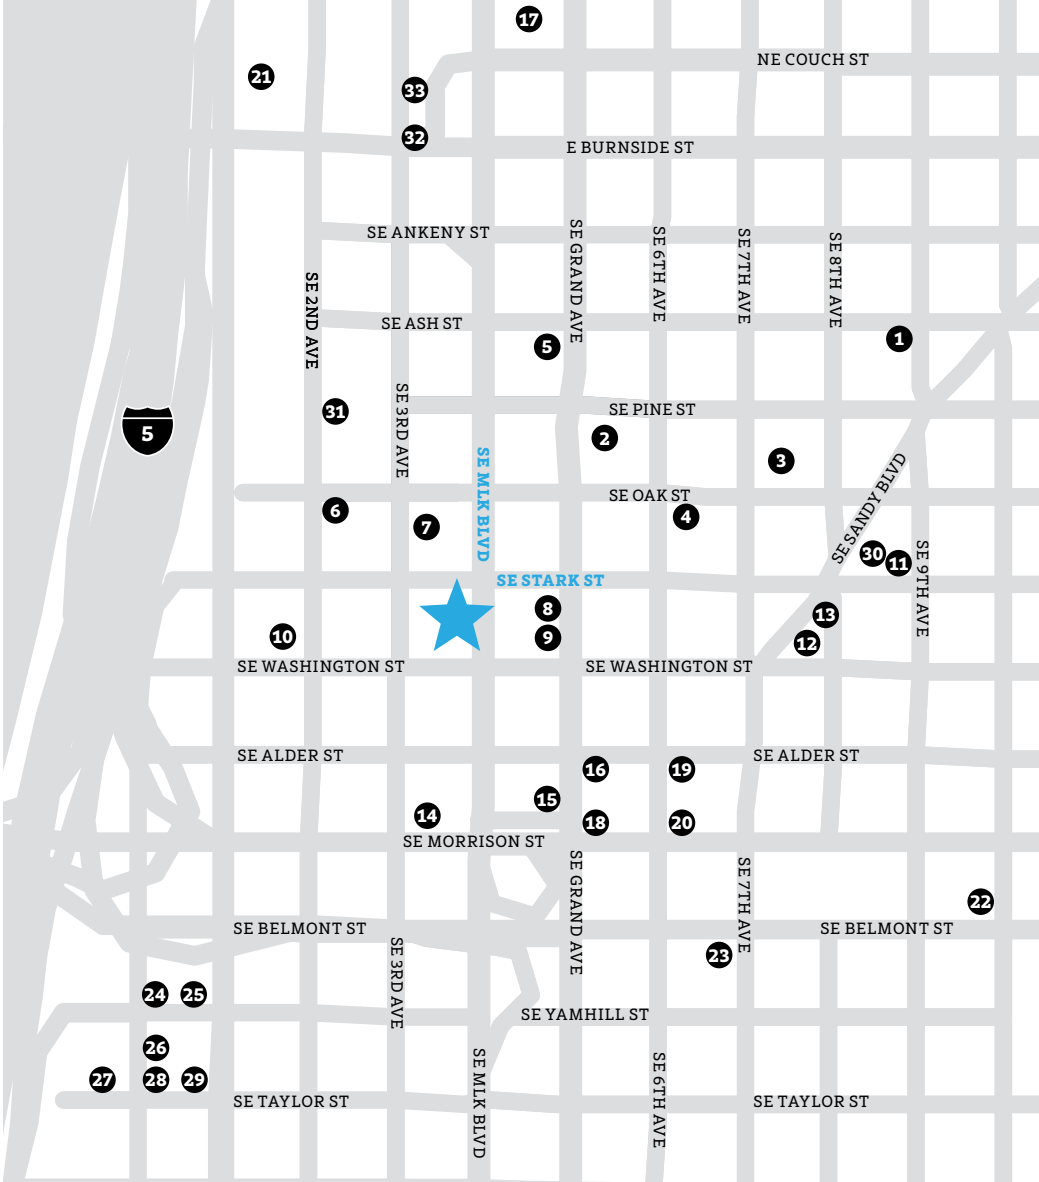 17
NE COUCH ST
21
33
32
E BURNSIDE ST
SE ANKENY ST
SE GRAND AVE
SE 6TH AVE
SE 7TH AVE
SE 8TH AVE
SE 2ND AVE
SE ASH ST
1
5
SE 3RD AVE
31
SE PINE ST
5
2
3
SE MLK BLVD
SE SANDY BLVD
SE OAK ST
6
7
4
SE 9TH AVE
30
11
SE STARK ST
8
13
10
9
12
SE WASHINGTON ST
SE WASHINGTON ST
SE ALDER ST
SE ALDER ST
16
19
15
14
18
20
SE MORRISON ST
SE GRAND AVE
SE 7TH AVE
22
SE BELMONT ST
SE BELMONT ST
SE 3RD AVE
23
24
25
SE YAMHILL ST
26
SE MLK BLVD
SE 6TH AVE
27
28
29
SE TAYLOR ST
SE TAYLOR ST